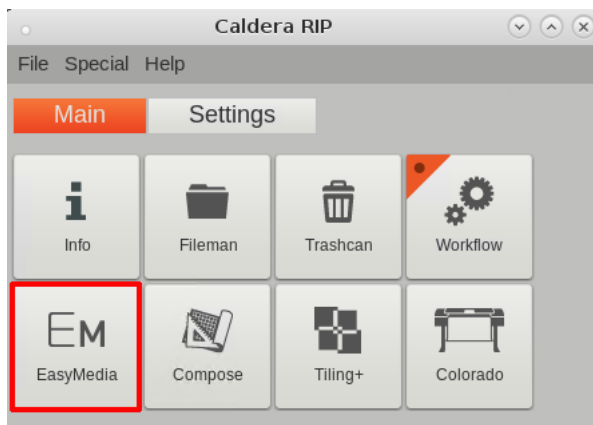 Caldera RIP
File Special Help
Main Settings
Info Fileman Trashcan Workflow
EM
EasyMedia Compose Tiling+ Colorado